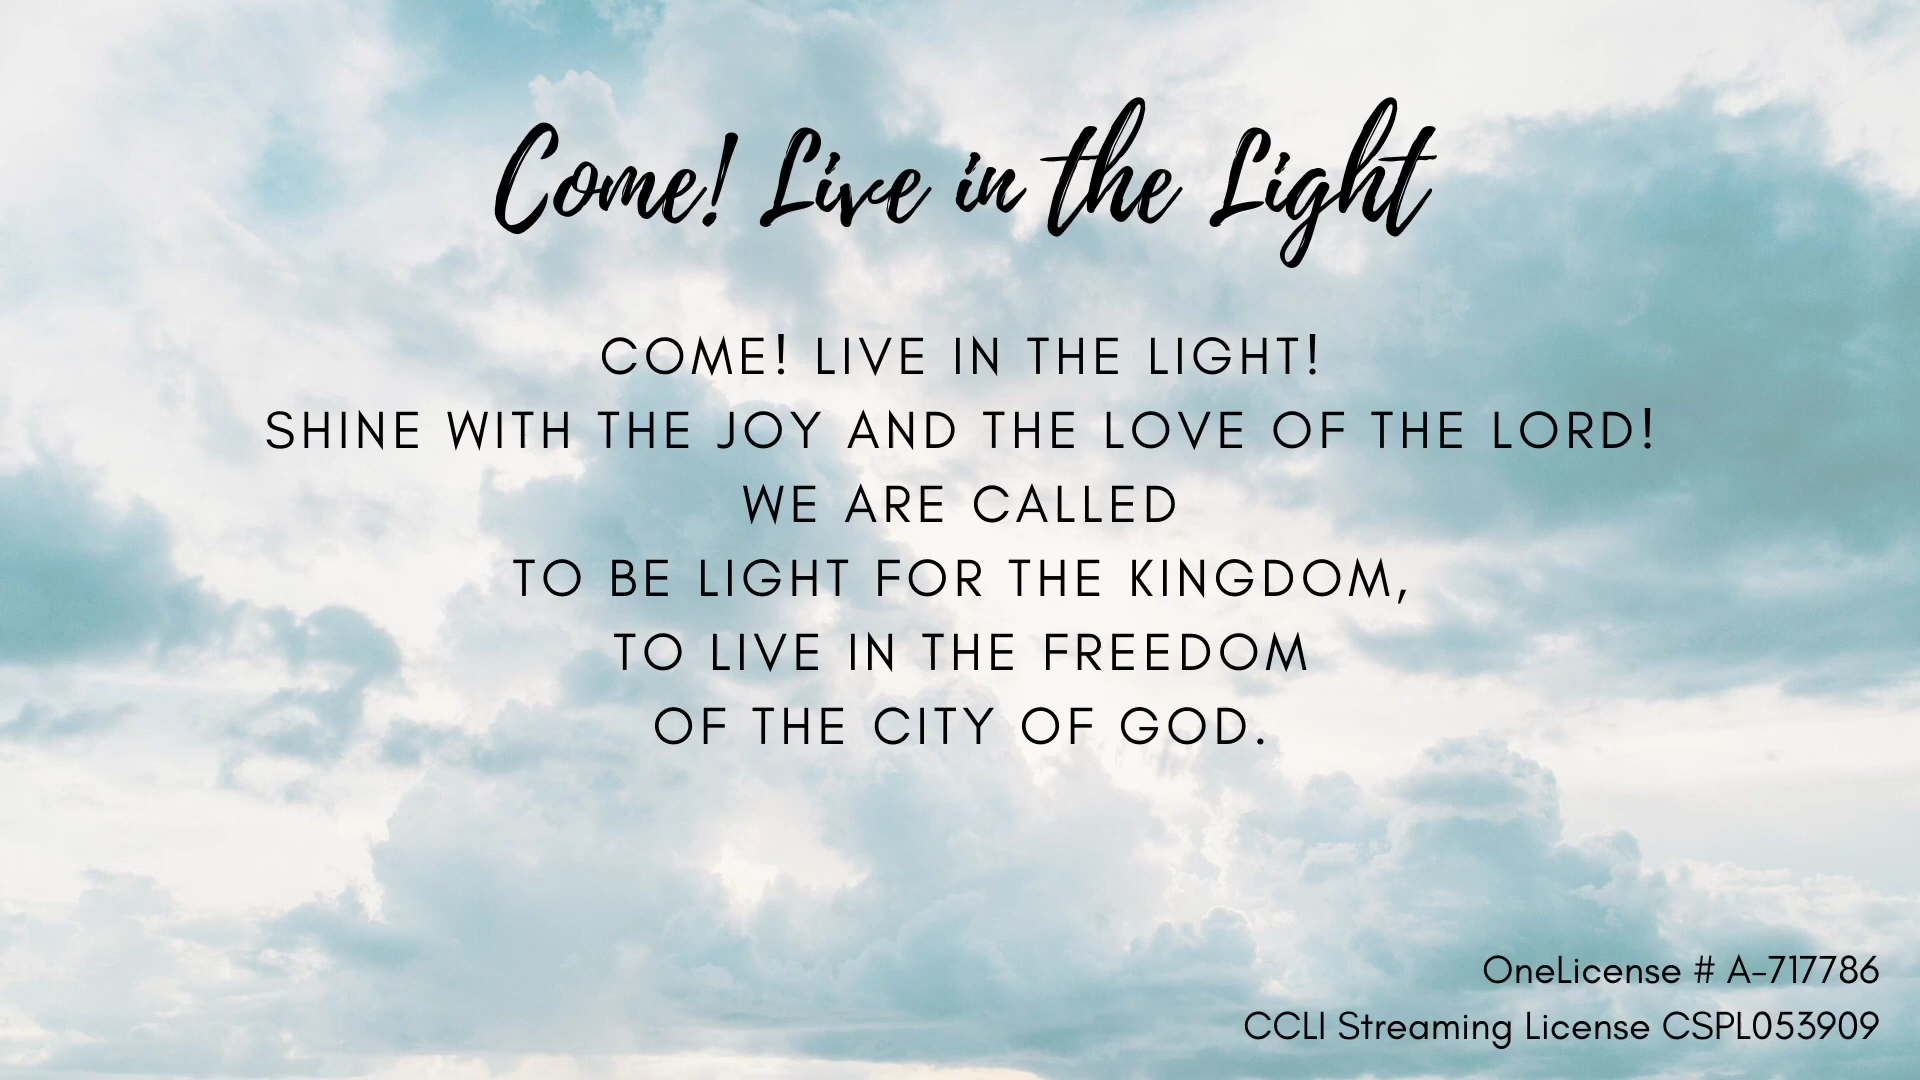 Come! Live in the Light
COME! LIVE IN THE LIGHT!
SHINE WITH THE JOY AND THE LOVE OF THE LORD!
WE ARE CALLED
TO BE LIGHT FOR THE KINGDOM,
TO LIVE IN THE FREEDOM
OF THE CITY OF GOD.
OneLicense # A-717786
CCLI Streaming License CSPL053909